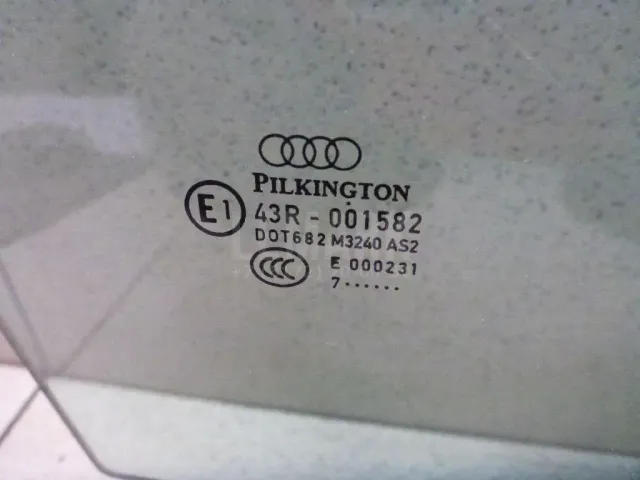 PILKINGTON
E1 43R - 001582
DOT682 M3240 AS2
CCC E 000231
7......